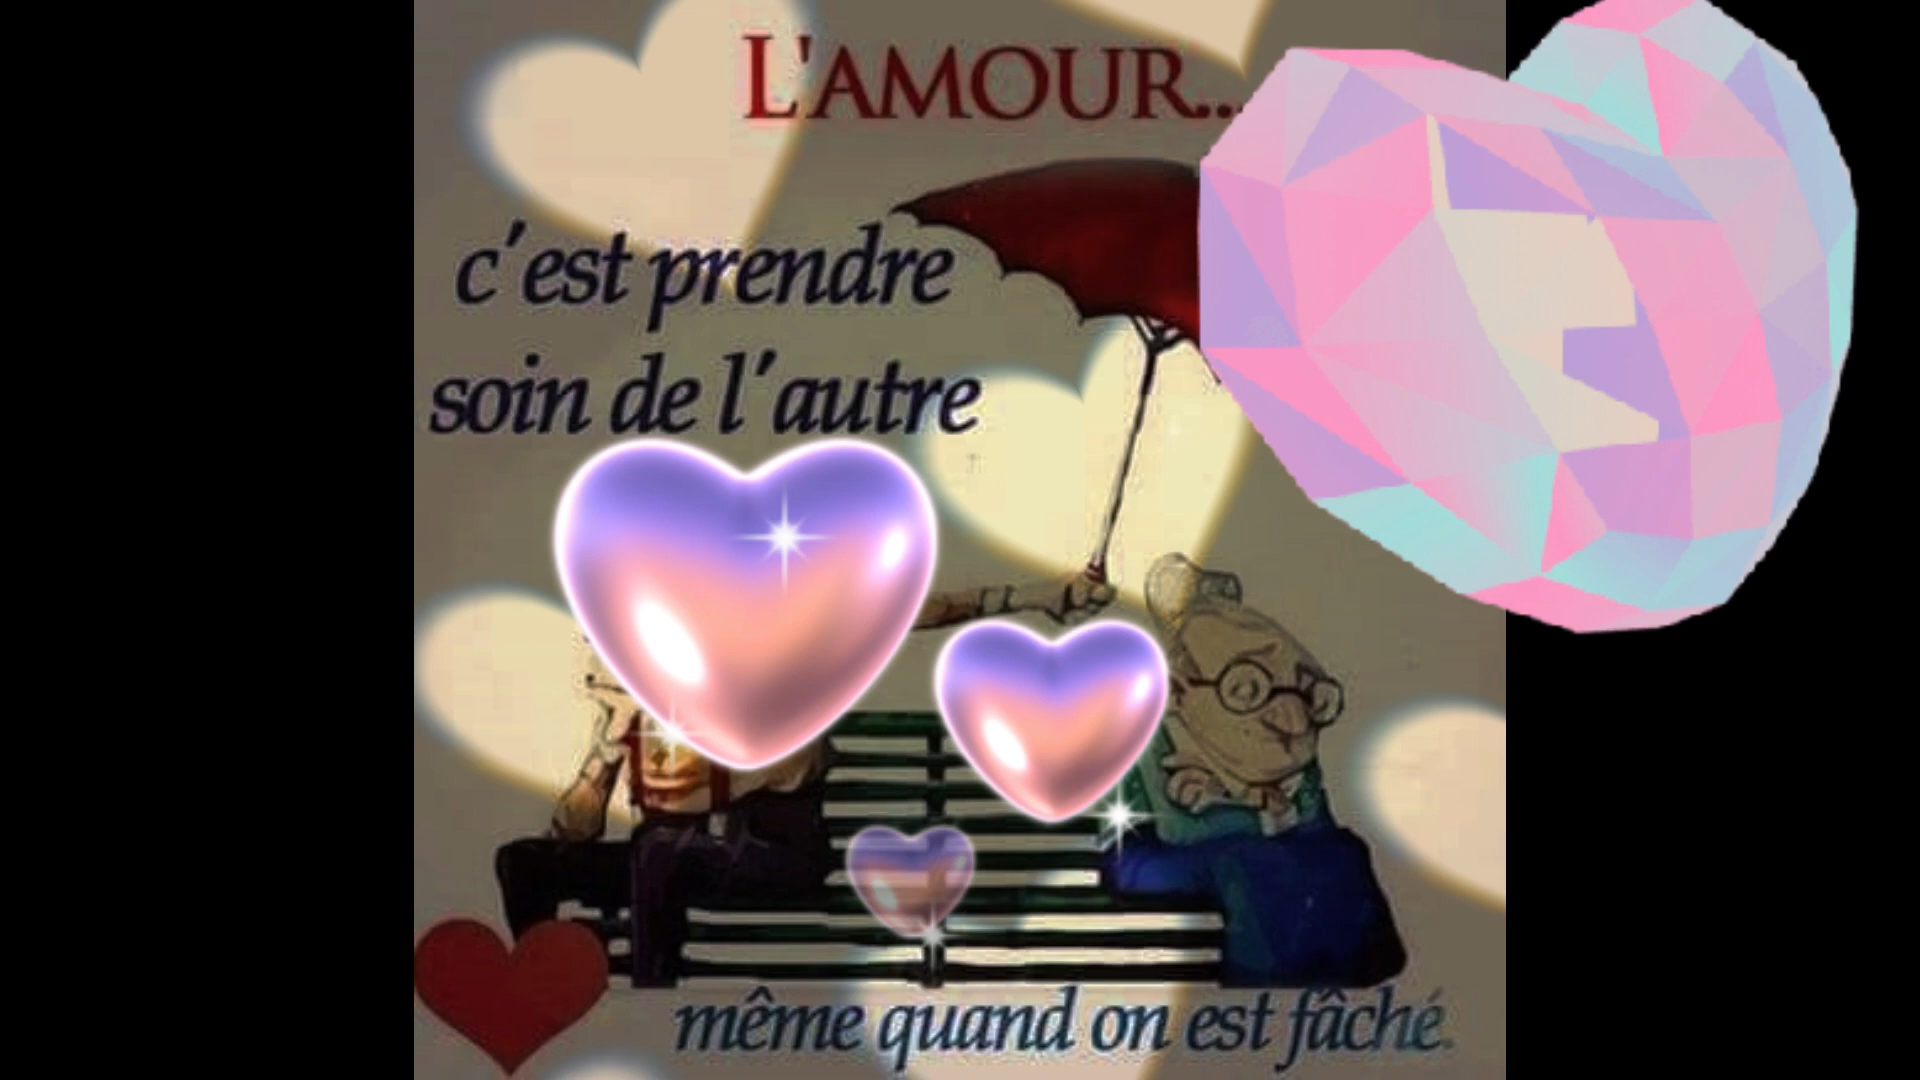 L'AMOUR...
c'est prendre
soin de l'autre
même quand on est fâché.